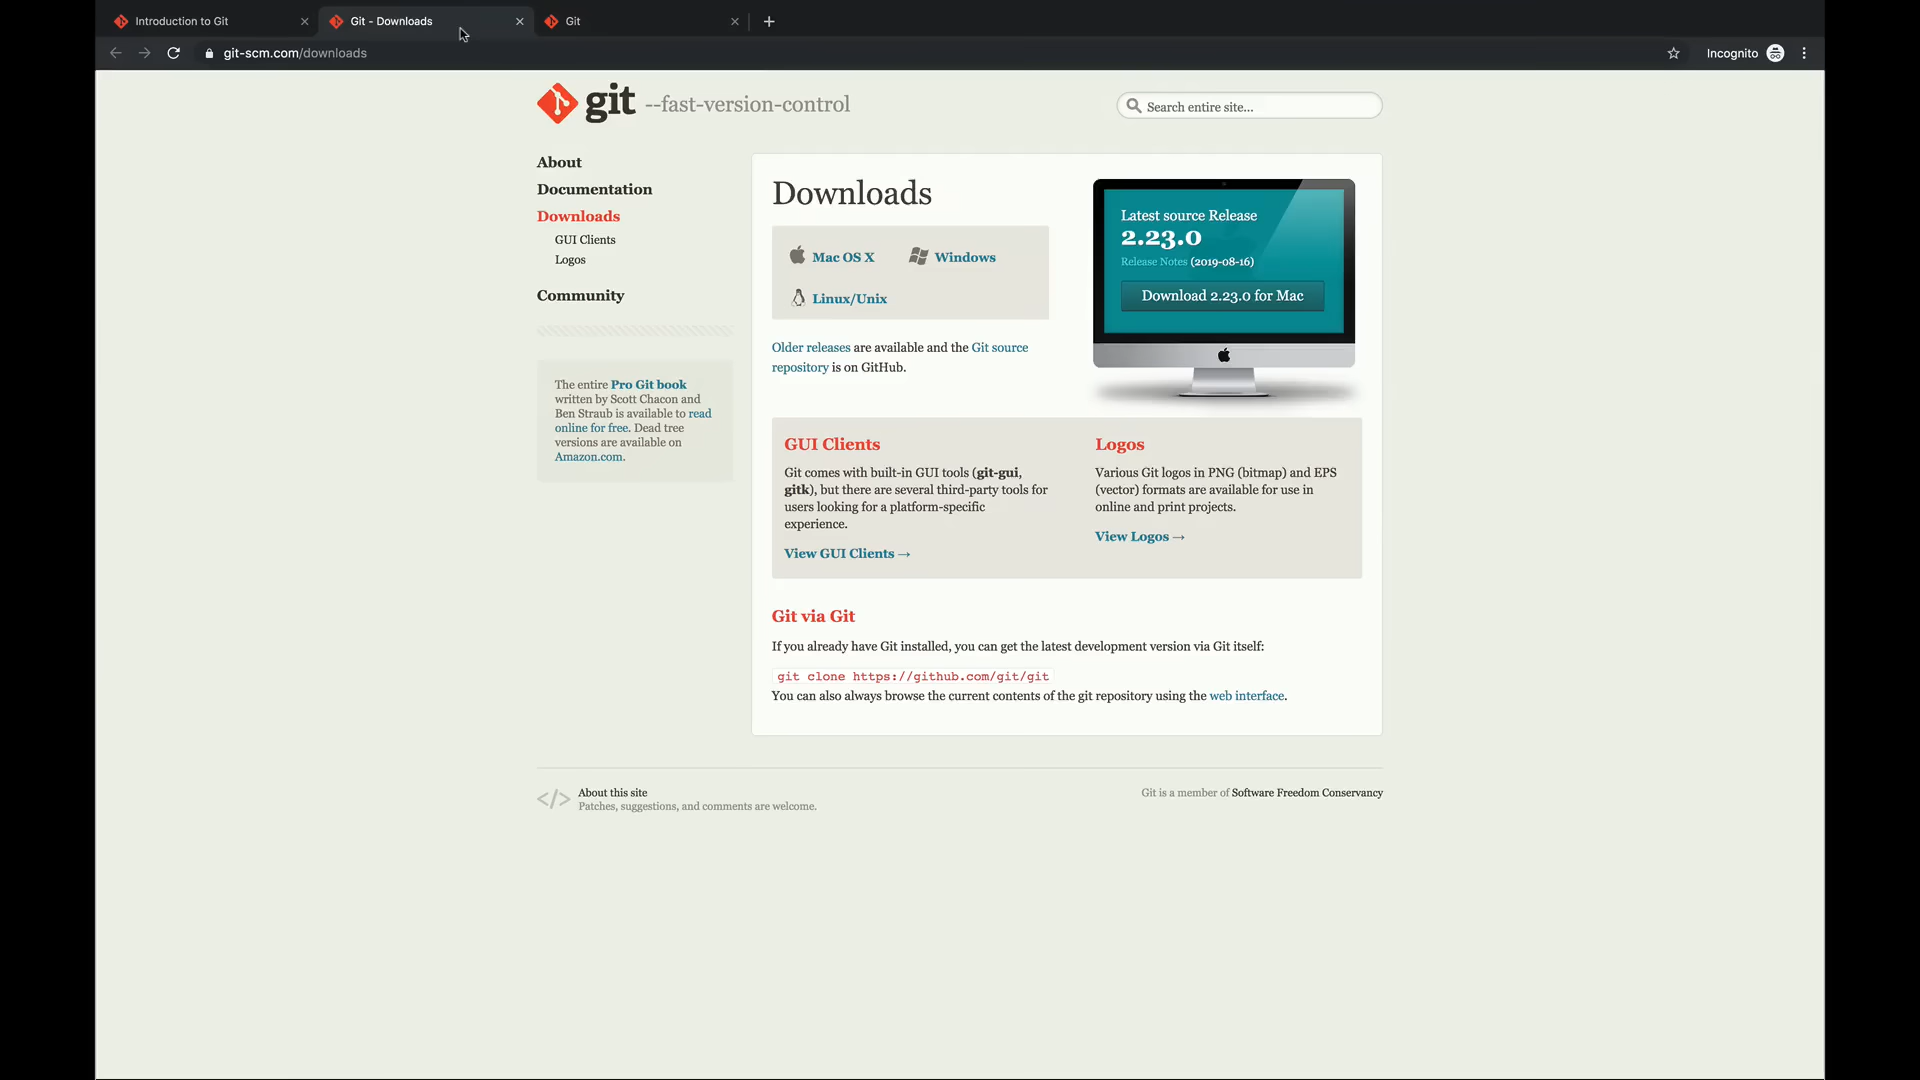 Introduction to Git
Git - Downloads
Git
git-scm.com/downloads
Incognito
git --fast-version-control
Search entire site...
About
Documentation
Downloads
GUI Clients
Logos
Community
The entire Pro Git book
written by Scott Chacon and
Ben Straub is available to read
online for free. Dead tree
versions are available on
Amazon.com.
Downloads
Mac OS X
Windows
Linux/Unix
Older releases are available and the Git source
repository is on GitHub.
Latest source Release
2.23.0
Release Notes (2019-08-16)
Download 2.23.0 for Mac
GUI Clients
Git comes with built-in GUI tools (git-gui,
gitk), but there are several third-party tools for
users looking for a platform-specific
experience.
View GUI Clients →
Logos
Various Git logos in PNG (bitmap) and EPS
(vector) formats are available for use in
online and print projects.
View Logos →
Git via Git
If you already have Git installed, you can get the latest development version via Git itself:
git clone https://github.com/git/git
You can also always browse the current contents of the git repository using the web interface.
</> About this site
Patches, suggestions, and comments are welcome.
Git is a member of Software Freedom Conservancy